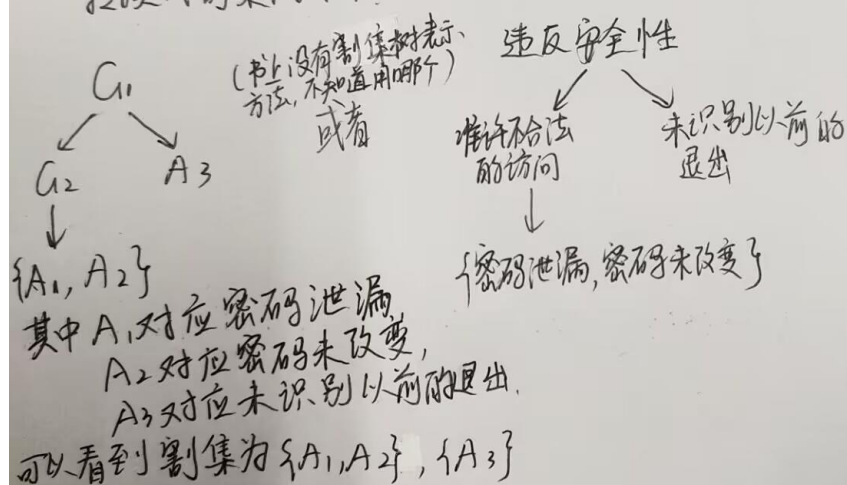 G₁
G₂
A3
{A₁, A₂}
(书上没有割集树表示
方法,不知道用哪个)
或者
违反安全性
准许不合法
的访问
未识别以前的
退出
{密码泄漏,密码未改变}
其中A₁对应密码泄漏
A₂对应密码未改变,
A3对应未识别以前的退出.
可以看到割集为{A₁,A2},{A3}